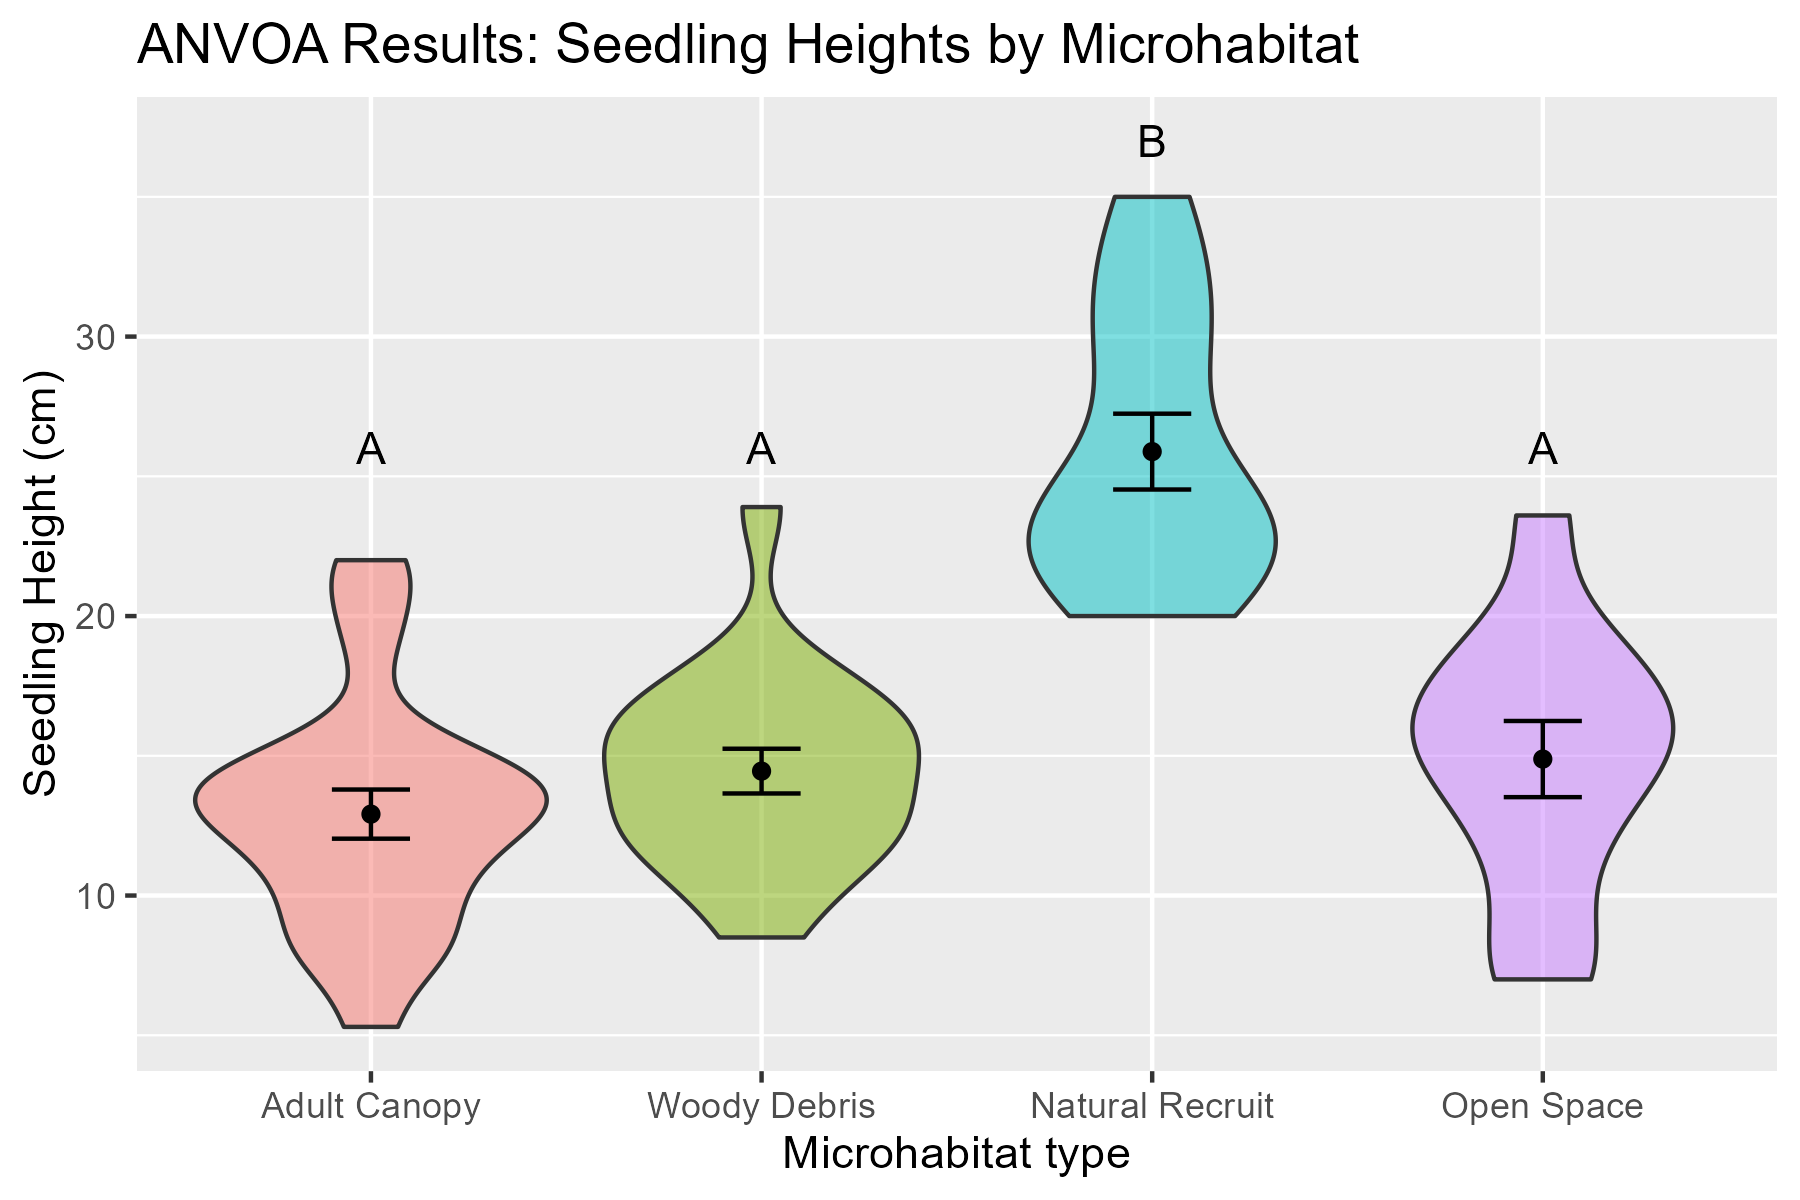 ANVOA Results: Seedling Heights by Microhabitat
B
A A A
30
20
10
Seedling Height (cm)
Adult Canopy Woody Debris Natural Recruit Open Space
Microhabitat type